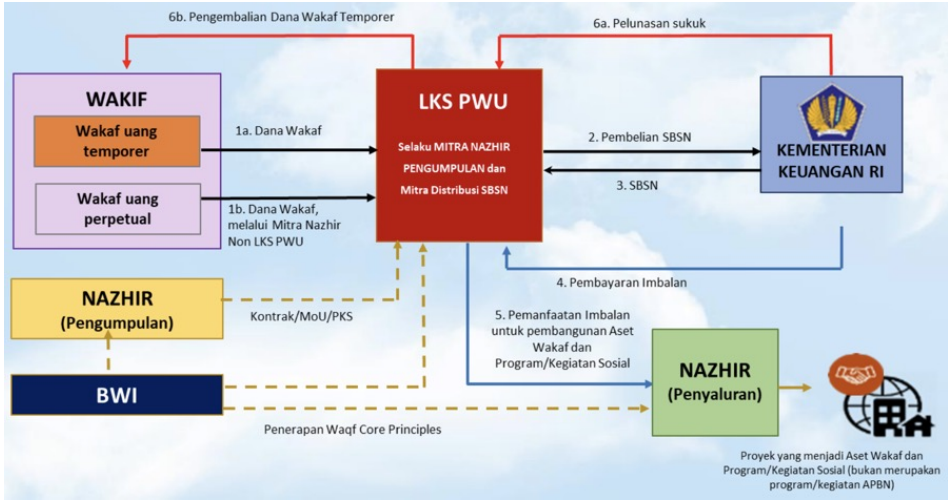 6b. Pengembalian Dana Wakaf Temporer
6a. Pelunasan sukuk
WAKIF
Wakaf uang
temporer
Wakaf uang
perpetual
1a. Dana Wakaf
1b. Dana Wakaf,
melalui Mitra Nazhir
Non LKS PWU
LKS PWU
Selaku MITRA NAZHIR
PENGUMPULAN dan
Mitra Distribusi SBSN
2. Pembelian SBSN
3. SBSN
KEMENTERIAN
KEUANGAN RI
4. Pembayaran Imbalan
NAZHIR
(Pengumpulan)
Kontrak/MoU/PKS
5. Pemanfaatan Imbalan
untuk pembangunan Aset
Wakaf dan
Program/Kegiatan Sosial
BWI
Penerapan Waqf Core Principles
NAZHIR
(Penyaluran)
Proyek yang menjadi Aset Wakaf dan
Program/Kegiatan Sosial (bukan merupakan
program/kegiatan APBN)